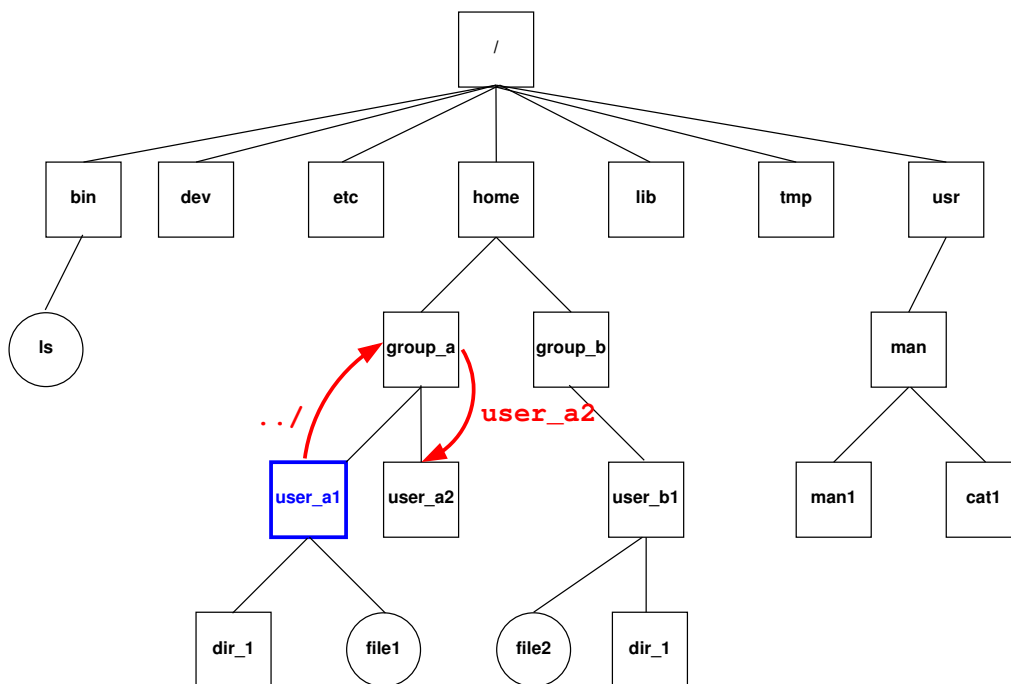 /
bin
dev
etc
home
lib
tmp
usr
ls
group_a
group_b
man
../
user_a2
user_a1
user_a2
user_b1
man1
cat1
dir_1
file1
file2
dir_1